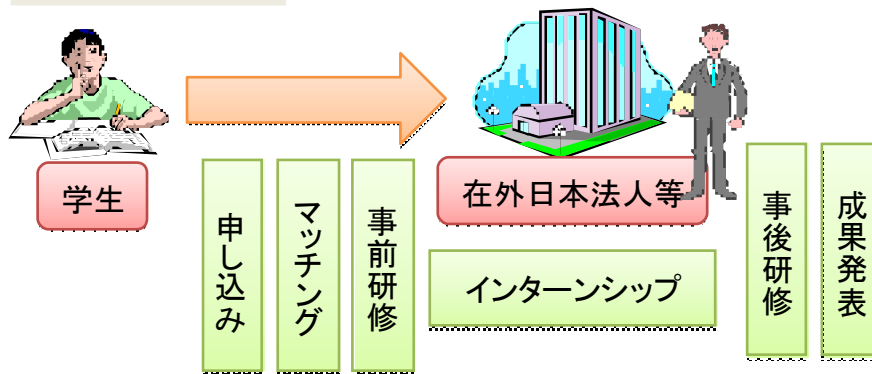 学生
申し込み
マッチング
事前研修
在外日本法人等
インターンシップ
事後研修
成果発表